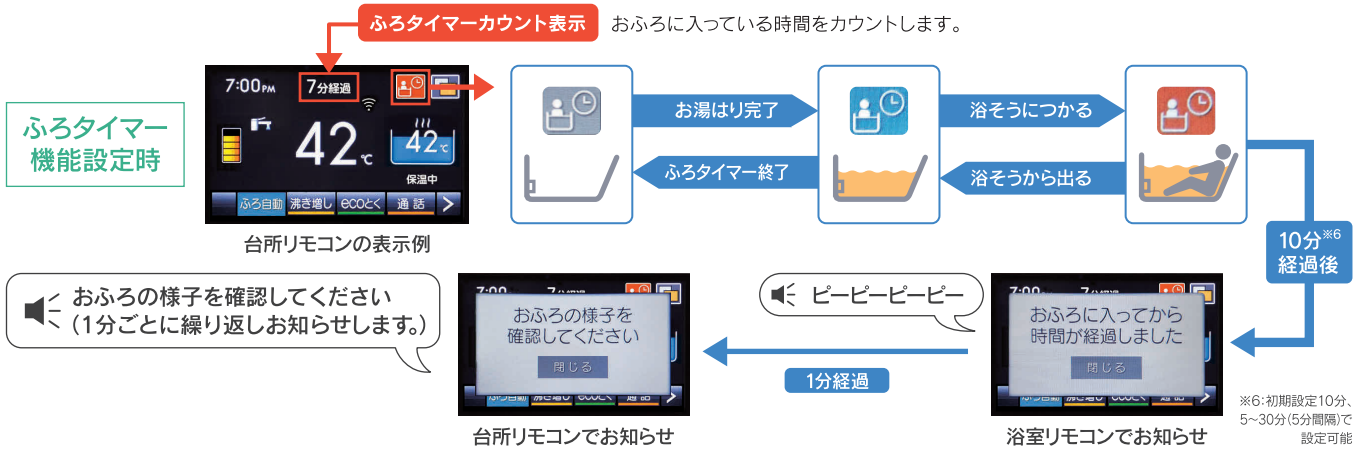 ふろタイマーカウント表示
おふろに入っている時間をカウントします。
ふろタイマー
機能設定時
7:00PM
7分経過
42℃
42℃
保温中
ふろ自動 沸き増し ecoとく 通話 >
台所リモコンの表示例
お湯はり完了
ふろタイマー終了
浴そうにつかる
浴そうから出る
10分※6
経過後
おふろに入ってから
時間が経過しました
閉じる
浴室リモコンでお知らせ
※6:初期設定10分、
5~30分(5分間隔)で
設定可能
ピーピーピーピー
1分経過
おふろの様子を
確認してください
閉じる
台所リモコンでお知らせ
おふろの様子を確認してください
(1分ごとに繰り返しお知らせします。)